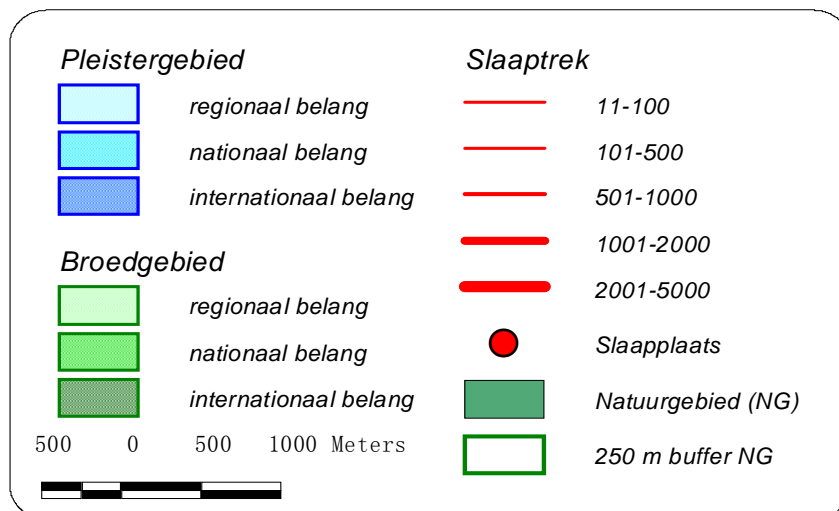 Pleistergebied
regionaal belang
nationaal belang
internationaal belang
Broedgebied
regionaal belang
nationaal belang
internationaal belang
500 0 500 1000 Meters
Slaaptrek
11-100
101-500
501-1000
1001-2000
2001-5000
Slaapplaats
Natuurgebied (NG)
250 m buffer NG